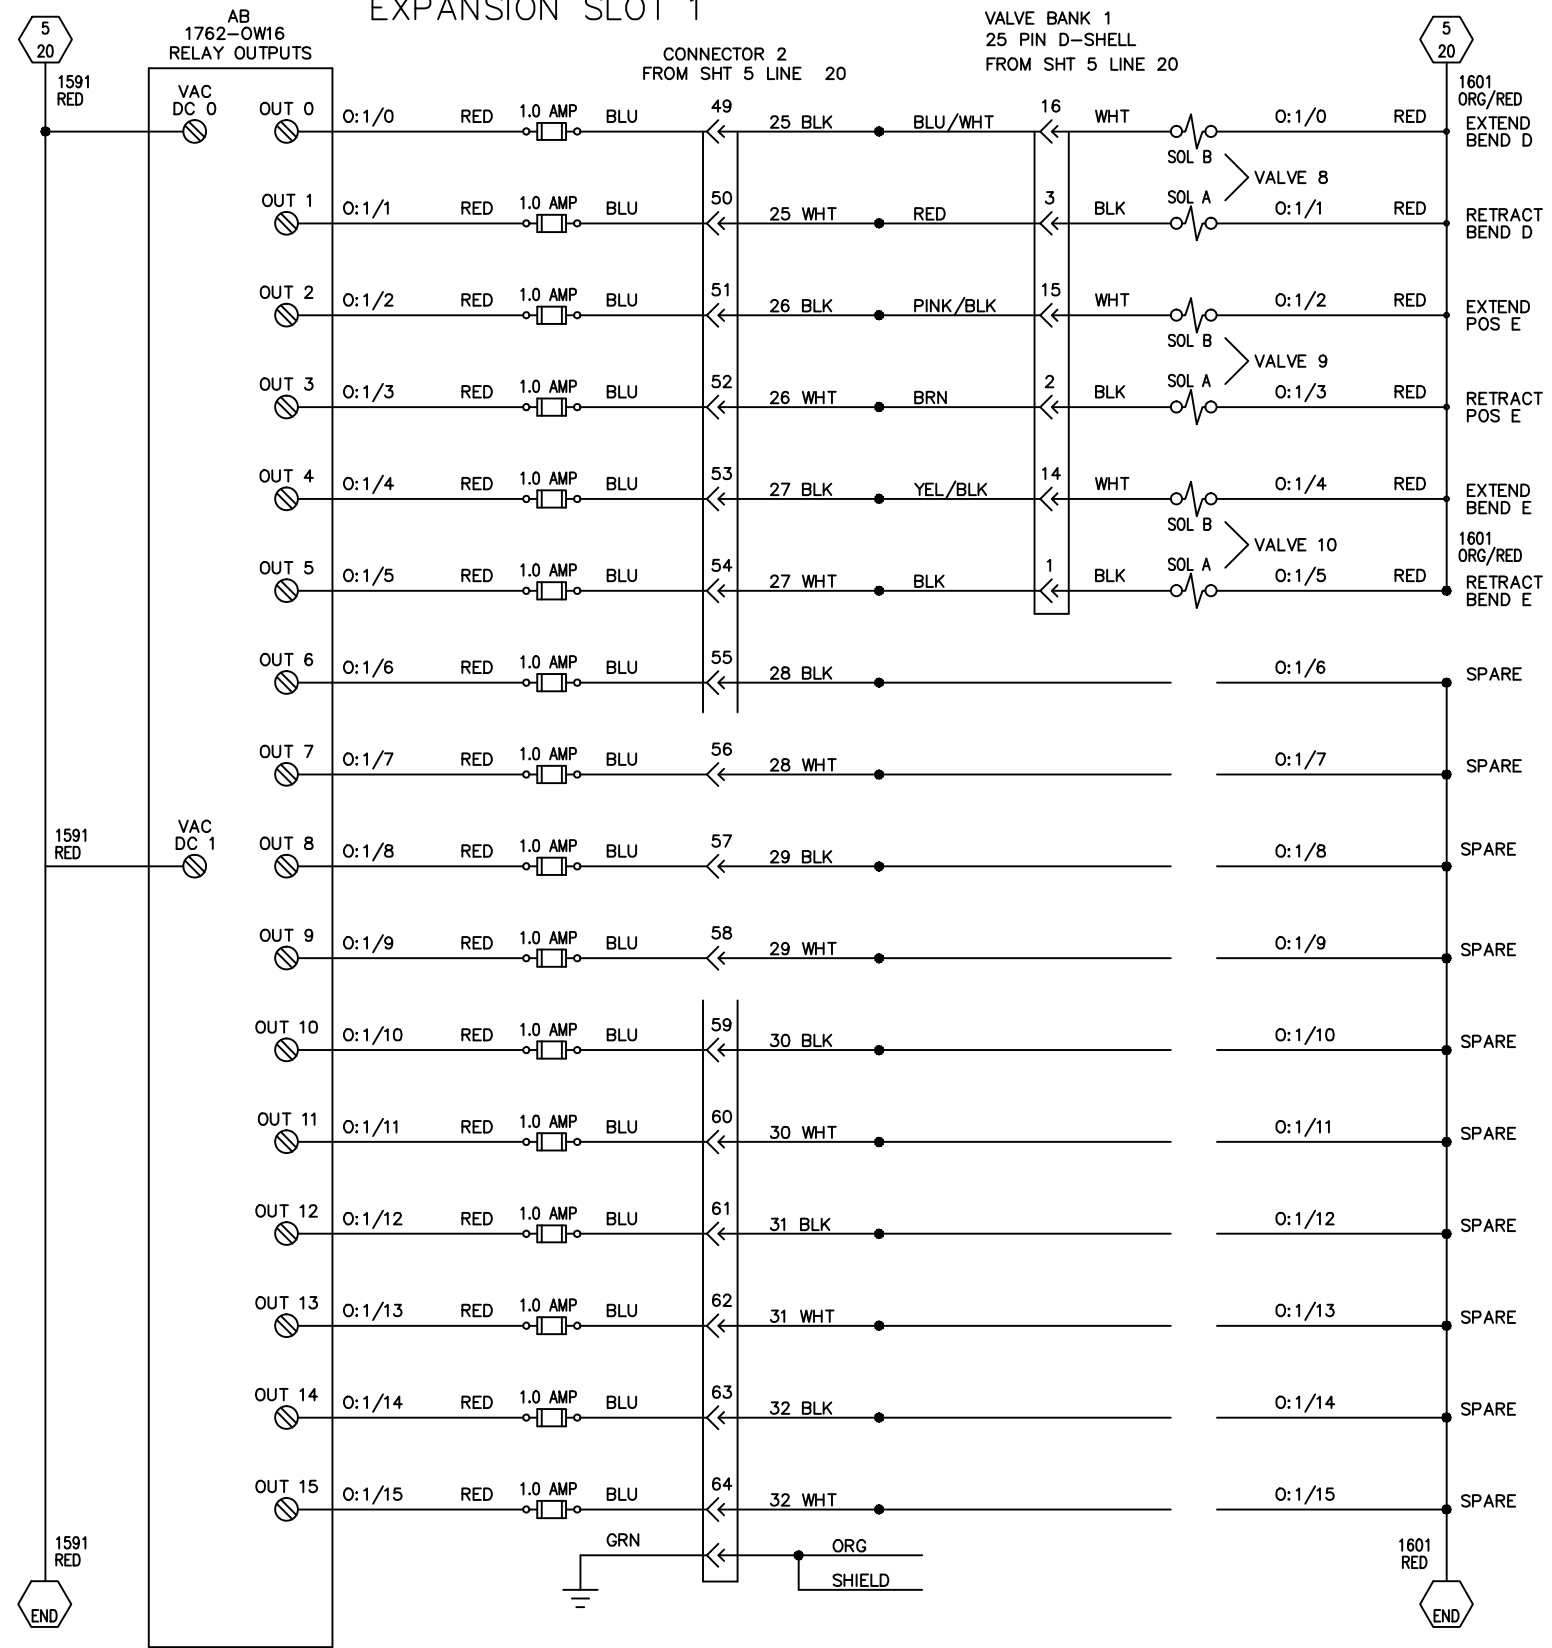 EXPANSION SLOT 1
5
20
AB
1762-OW16
RELAY OUTPUTS
CONNECTOR 2
FROM SHT 5 LINE 20
VALVE BANK 1
25 PIN D-SHELL
FROM SHT 5 LINE 20
5
20
1591
RED
1601
ORG/RED
VAC
DC 0
OUT 0 O:1/0 RED 1.0 AMP BLU 49 25 BLK BLU/WHT 16 WHT O:1/0 RED
EXTEND
BEND D
SOL B
VALVE 8
SOL A
OUT 1 O:1/1 RED 1.0 AMP BLU 50 25 WHT RED 3 BLK O:1/1 RED
RETRACT
BEND D
OUT 2 O:1/2 RED 1.0 AMP BLU 51 26 BLK PINK/BLK 15 WHT O:1/2 RED
EXTEND
POS E
SOL B
VALVE 9
SOL A
OUT 3 O:1/3 RED 1.0 AMP BLU 52 26 WHT BRN 2 BLK O:1/3 RED
RETRACT
POS E
OUT 4 O:1/4 RED 1.0 AMP BLU 53 27 BLK YEL/BLK 14 WHT O:1/4 RED
EXTEND
BEND E
SOL B
VALVE 10
SOL A
1601
ORG/RED
OUT 5 O:1/5 RED 1.0 AMP BLU 54 27 WHT BLK 1 BLK O:1/5 RED
RETRACT
BEND E
OUT 6 O:1/6 RED 1.0 AMP BLU 55 28 BLK O:1/6 SPARE
OUT 7 O:1/7 RED 1.0 AMP BLU 56 28 WHT O:1/7 SPARE
1591
RED
VAC
DC 1
OUT 8 O:1/8 RED 1.0 AMP BLU 57 29 BLK O:1/8 SPARE
OUT 9 O:1/9 RED 1.0 AMP BLU 58 29 WHT O:1/9 SPARE
OUT 10 O:1/10 RED 1.0 AMP BLU 59 30 BLK O:1/10 SPARE
OUT 11 O:1/11 RED 1.0 AMP BLU 60 30 WHT O:1/11 SPARE
OUT 12 O:1/12 RED 1.0 AMP BLU 61 31 BLK O:1/12 SPARE
OUT 13 O:1/13 RED 1.0 AMP BLU 62 31 WHT O:1/13 SPARE
OUT 14 O:1/14 RED 1.0 AMP BLU 63 32 BLK O:1/14 SPARE
OUT 15 O:1/15 RED 1.0 AMP BLU 64 32 WHT O:1/15 SPARE
1591
RED
GRN
ORG
SHIELD
1601
RED
END
END